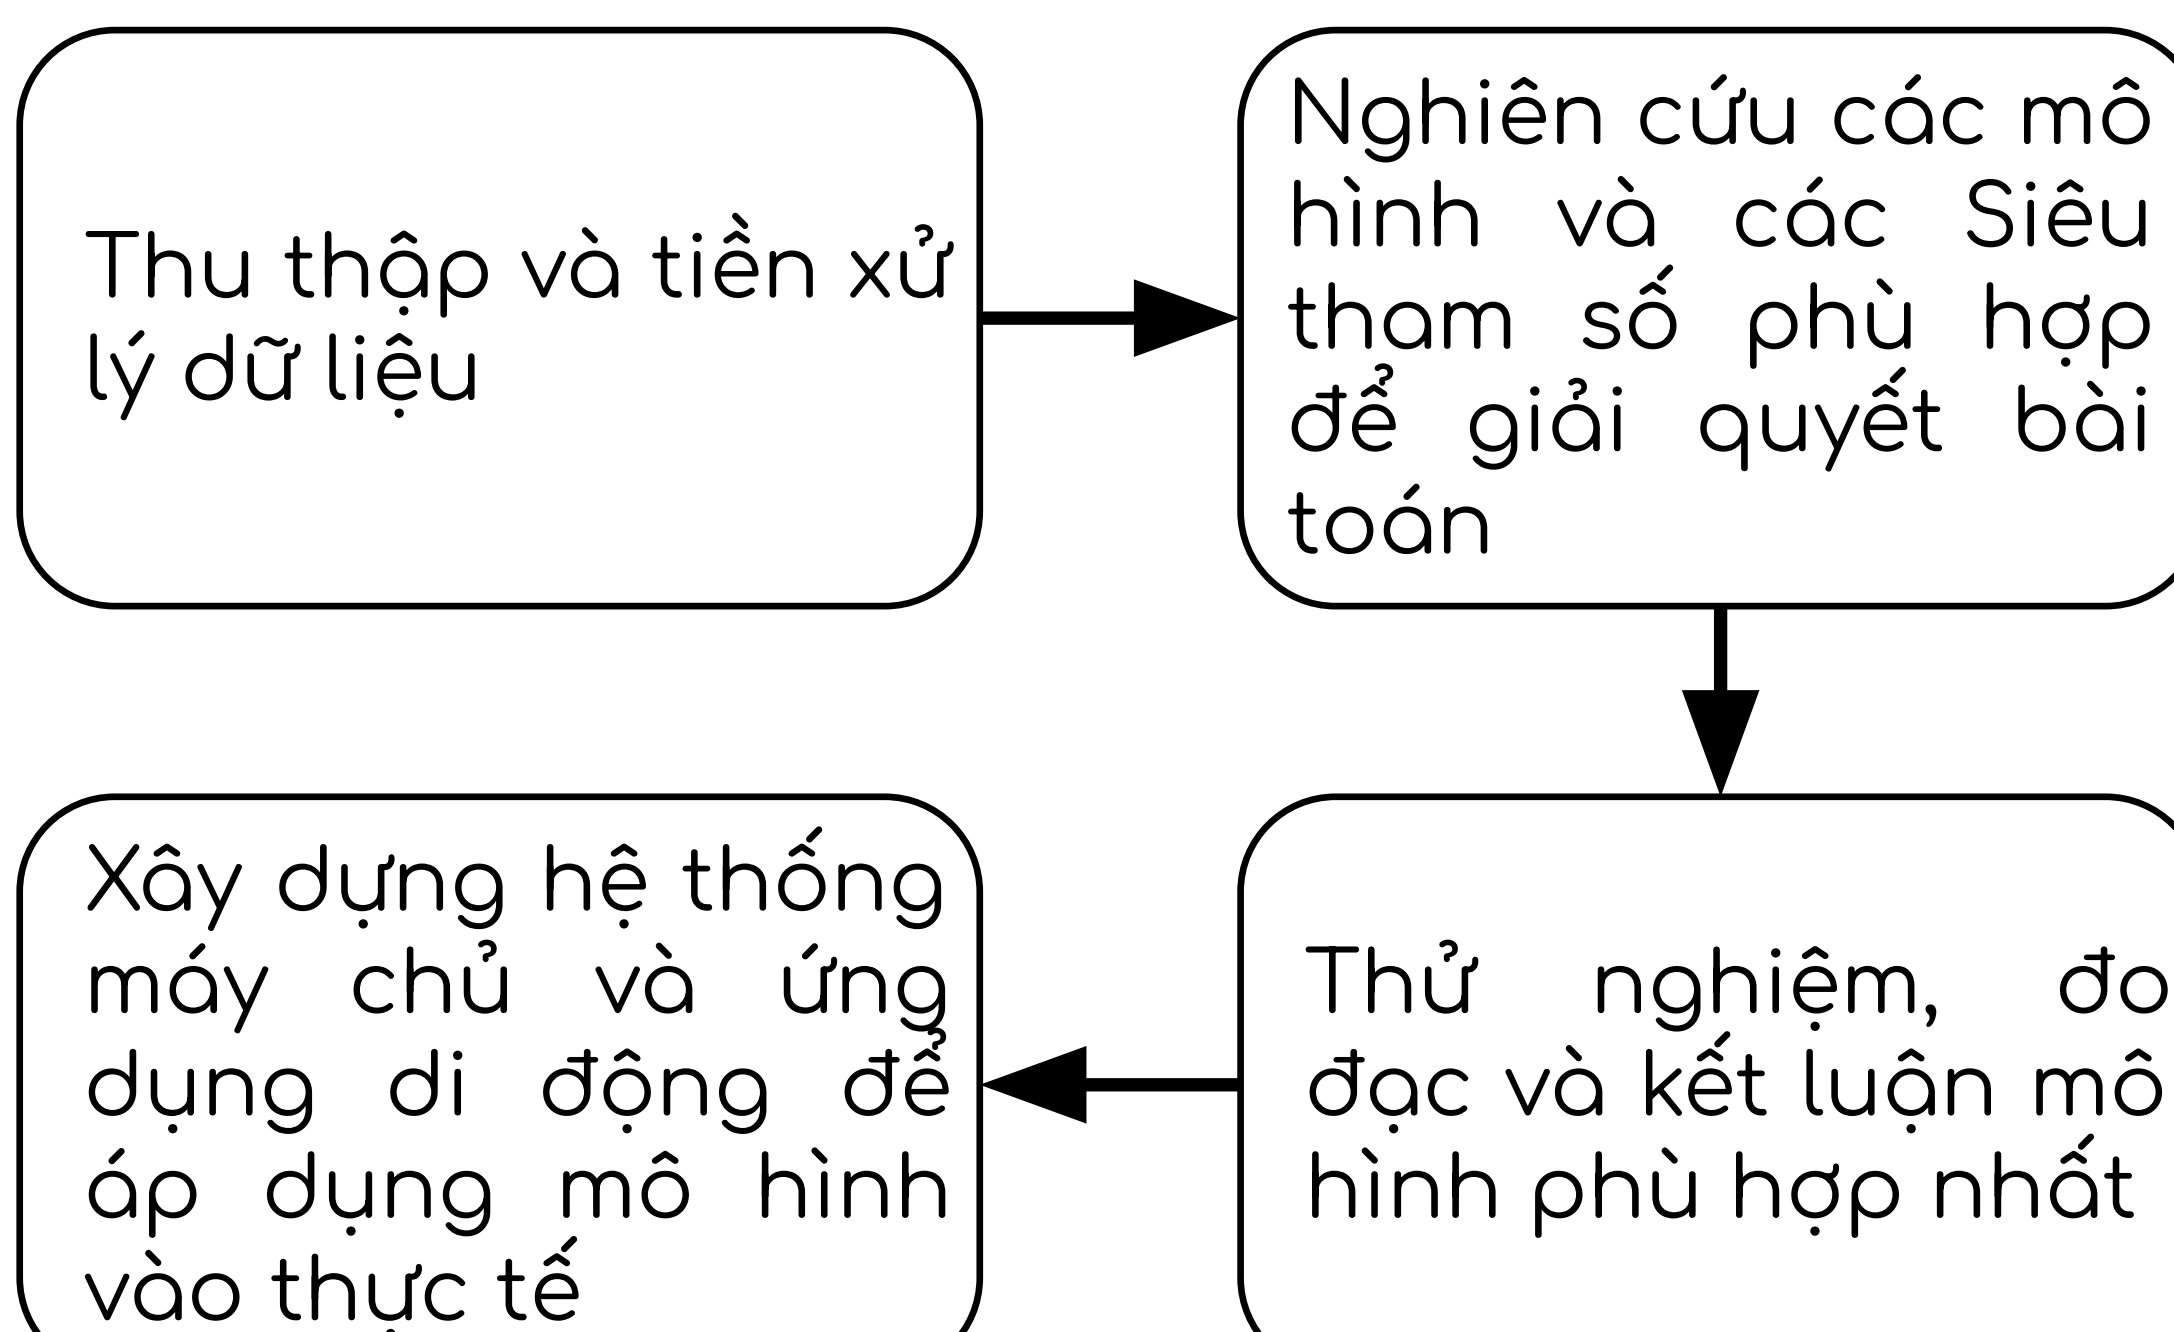 Thu thập và tiền xử
lý dữ liệu
Nghiên cứu các mô
hình và các Siêu
tham số phù hợp
để giải quyết bài
toán
Thử nghiệm, đo
đạc và kết luận mô
hình phù hợp nhất
Xây dựng hệ thống
máy chủ và ứng
dụng di động để
áp dụng mô hình
vào thực tế